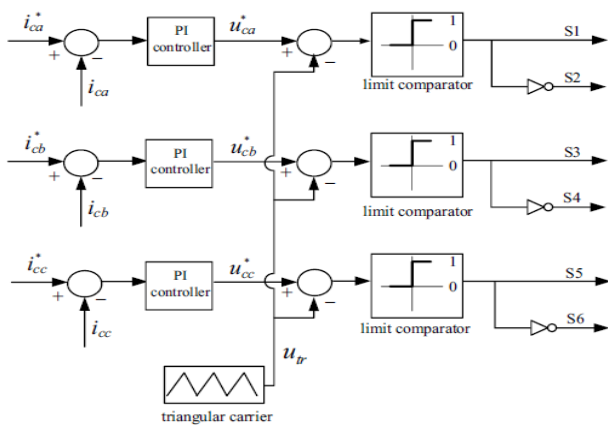 i*ca
+
−
ica
PI
controller
u*ca
+
−
1
0
limit comparator
S1
S2
i*cb
+
−
icb
PI
controller
u*cb
+
−
1
0
limit comparator
S3
S4
i*cc
+
−
icc
PI
controller
u*cc
+
−
1
0
limit comparator
S5
S6
utr
triangular carrier